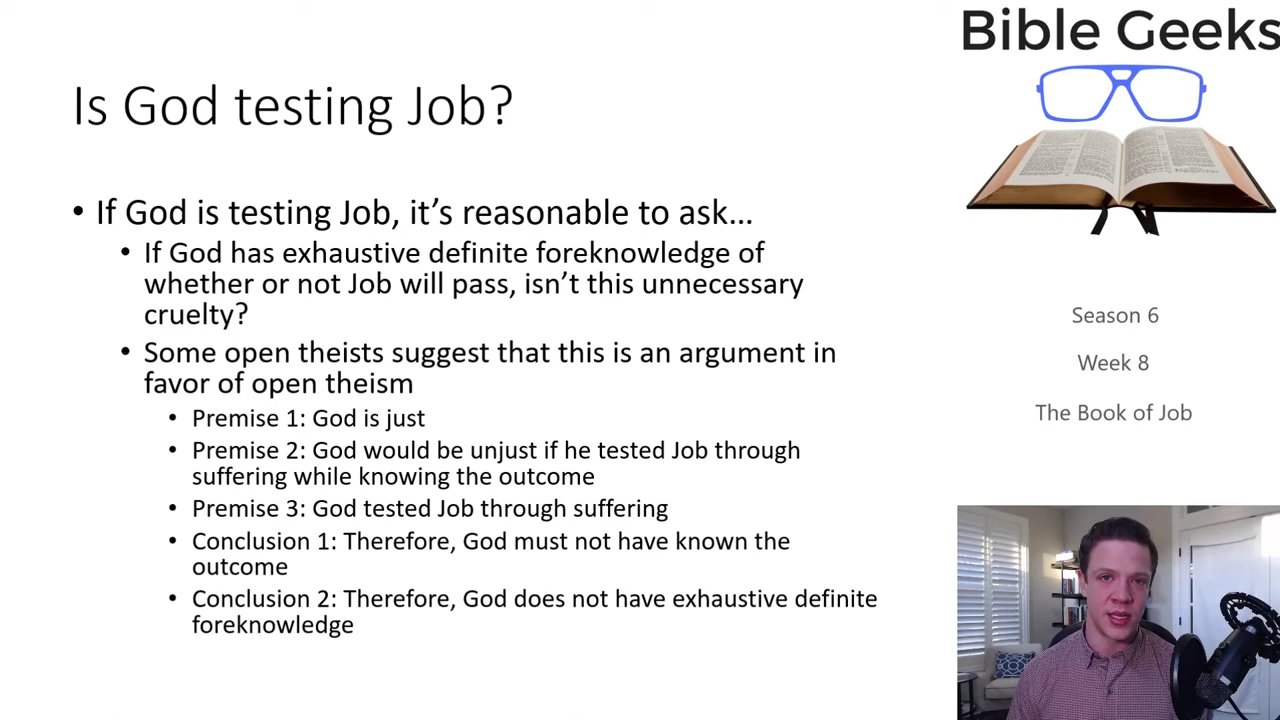 Bible Geeks
Is God testing Job?
• If God is testing Job, it’s reasonable to ask…
• If God has exhaustive definite foreknowledge of
whether or not Job will pass, isn’t this unnecessary
cruelty?
• Some open theists suggest that this is an argument in
favor of open theism
• Premise 1: God is just
• Premise 2: God would be unjust if he tested Job through
suffering while knowing the outcome
• Premise 3: God tested Job through suffering
• Conclusion 1: Therefore, God must not have known the
outcome
• Conclusion 2: Therefore, God does not have exhaustive definite
foreknowledge
Season 6
Week 8
The Book of Job